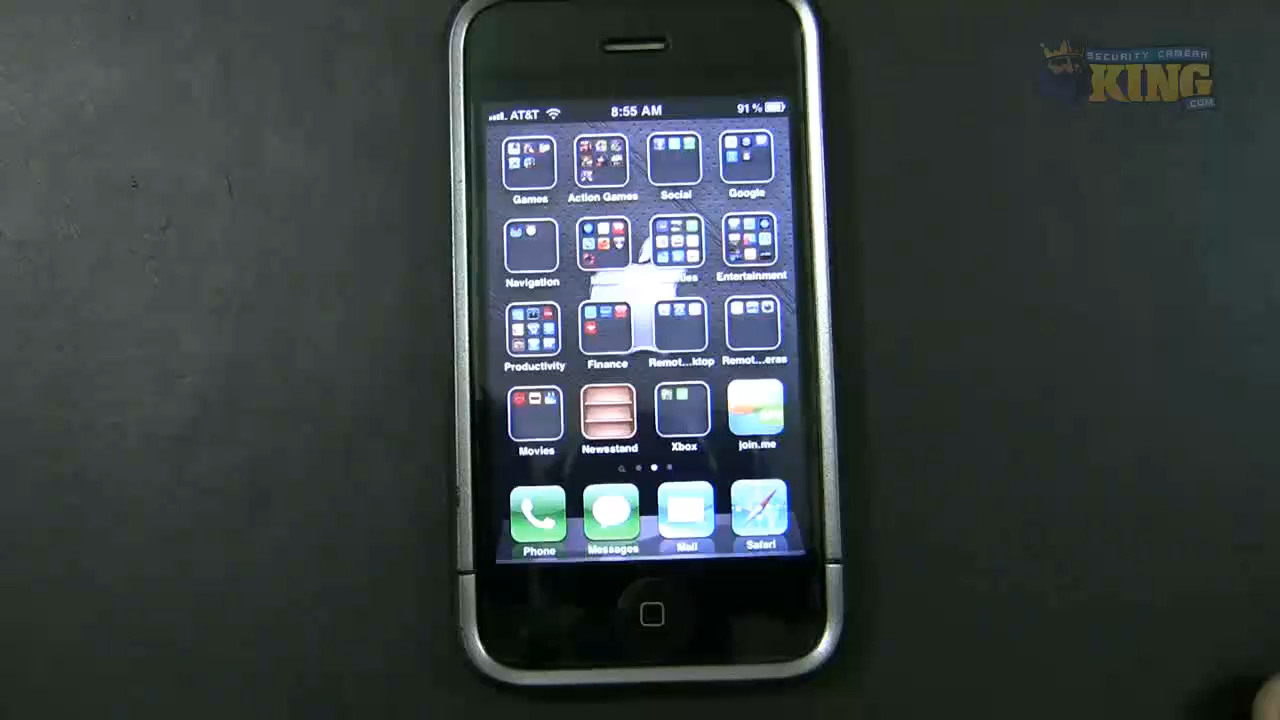 SECURITY CAMERA
KING
.COM
AT&T 8:55 AM 91%
Games Action Games Social Google
Navigation Entertainment
Productivity Finance Remot...ktop Remot...eras
Movies Newsstand Xbox join.me
Phone Messages Mail Safari